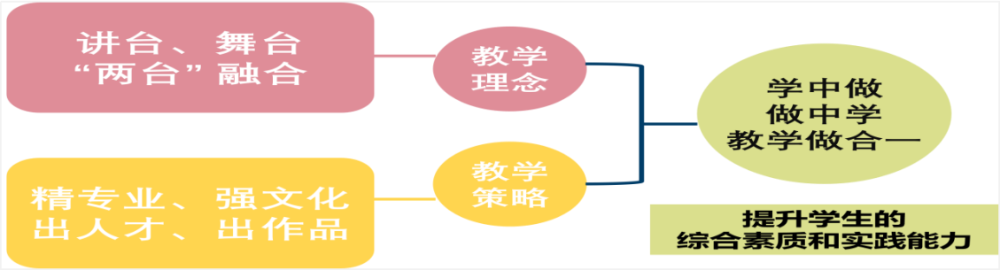 讲台、舞台
“两台”融合
教学
理念
精专业、强文化
出人才、出作品
教学
策略
学中做
做中学
教学做合一
提升学生的
综合素质和实践能力